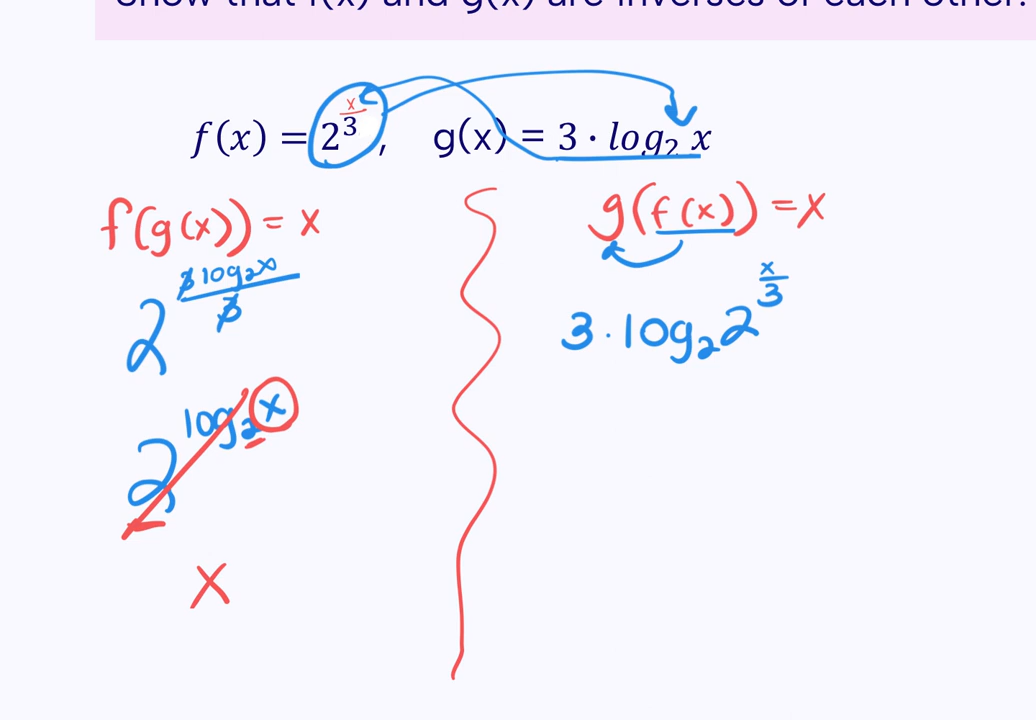 Show that f(x) and g(x) are inverses of each other.
f(x) = 2^(x/3), g(x) = 3 · log₂ x
f(g(x)) = x
2^(3 log₂x / 3)
2^(log₂x)
x
g(f(x)) = x
3 · log₂ 2^(x/3)